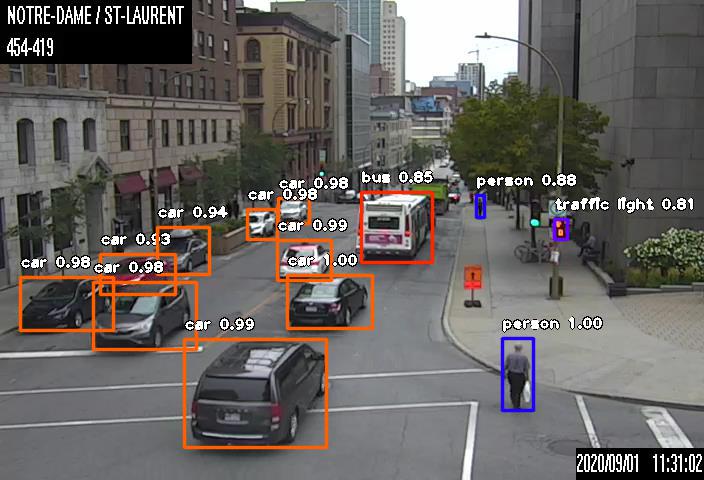 NOTRE-DAME / ST-LAURENT
454-419
car 0.98
car 0.98
bus 0.85
person 0.88
car 0.94
traffic light 0.81
car 0.99
car 0.93
car 0.98
car 0.98
car 1.00
car 0.99
person 1.00
2020/09/01 11:31:02